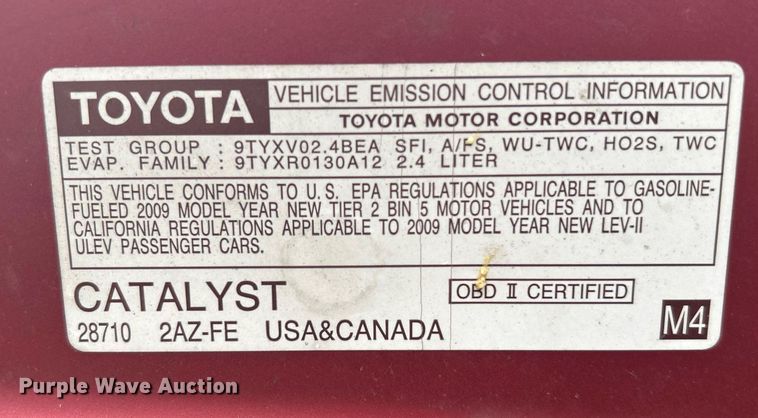 TOYOTA
VEHICLE EMISSION CONTROL INFORMATION
TOYOTA MOTOR CORPORATION
TEST GROUP : 9TYXV02.4BEA SFI, A/FS, WU-TWC, HO2S, TWC
EVAP. FAMILY : 9TYXR0130A12 2.4 LITER
THIS VEHICLE CONFORMS TO U.S. EPA REGULATIONS APPLICABLE TO GASOLINE-
FUELED 2009 MODEL YEAR NEW TIER 2 BIN 5 MOTOR VEHICLES AND TO
CALIFORNIA REGULATIONS APPLICABLE TO 2009 MODEL YEAR NEW LEV-II
ULEV PASSENGER CARS.
CATALYST
OBD II CERTIFIED
28710 2AZ-FE USA&CANADA
M4
Purple Wave Auction